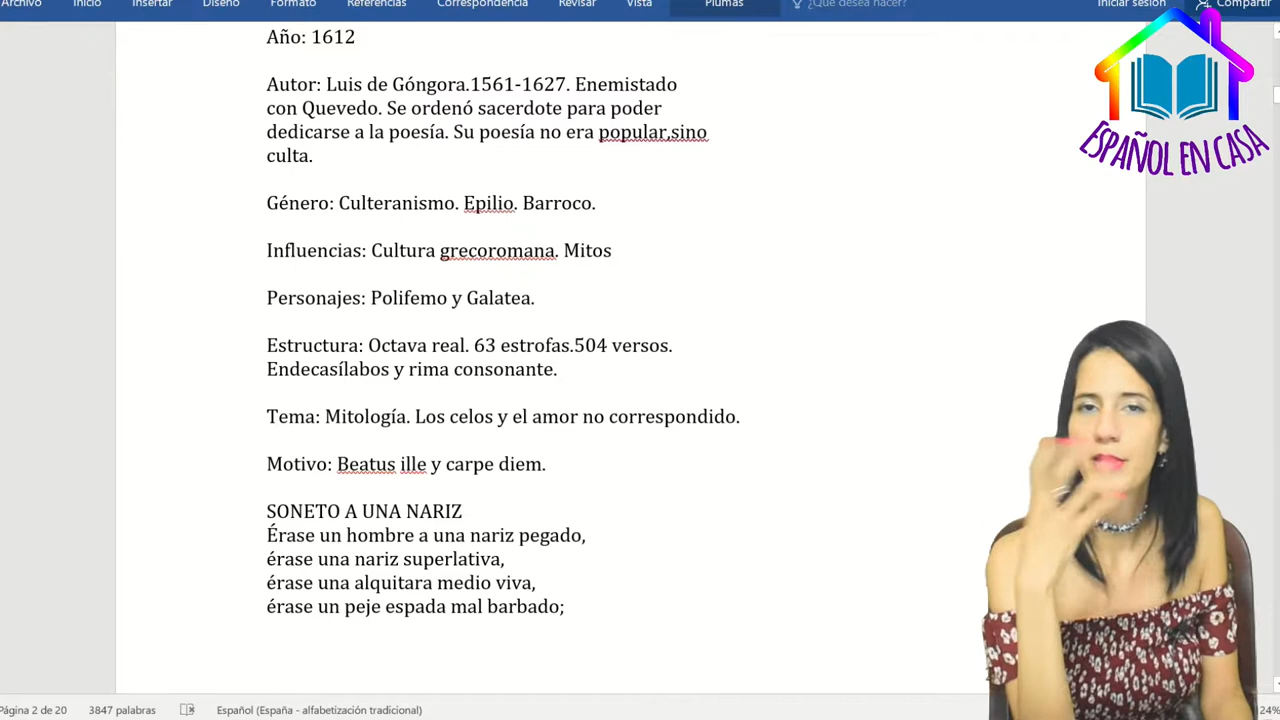 Archivo Inicio Insertar Diseño Formato Referencias Correspondencia Revisar Vista Plumas ¿Qué desea hacer? Iniciar sesión Compartir
Año: 1612
Autor: Luis de Góngora.1561-1627. Enemistado
con Quevedo. Se ordenó sacerdote para poder
dedicarse a la poesía. Su poesía no era popular,sino
culta.
Género: Culteranismo. Epilio. Barroco.
Influencias: Cultura grecoromana. Mitos
Personajes: Polifemo y Galatea.
Estructura: Octava real. 63 estrofas.504 versos.
Endecasílabos y rima consonante.
Tema: Mitología. Los celos y el amor no correspondido.
Motivo: Beatus ille y carpe diem.
SONETO A UNA NARIZ
Érase un hombre a una nariz pegado,
érase una nariz superlativa,
érase una alquitara medio viva,
érase un peje espada mal barbado;
ESPAÑOL EN CASA
Página 2 de 20 3847 palabras Español (España - alfabetización tradicional) 24%